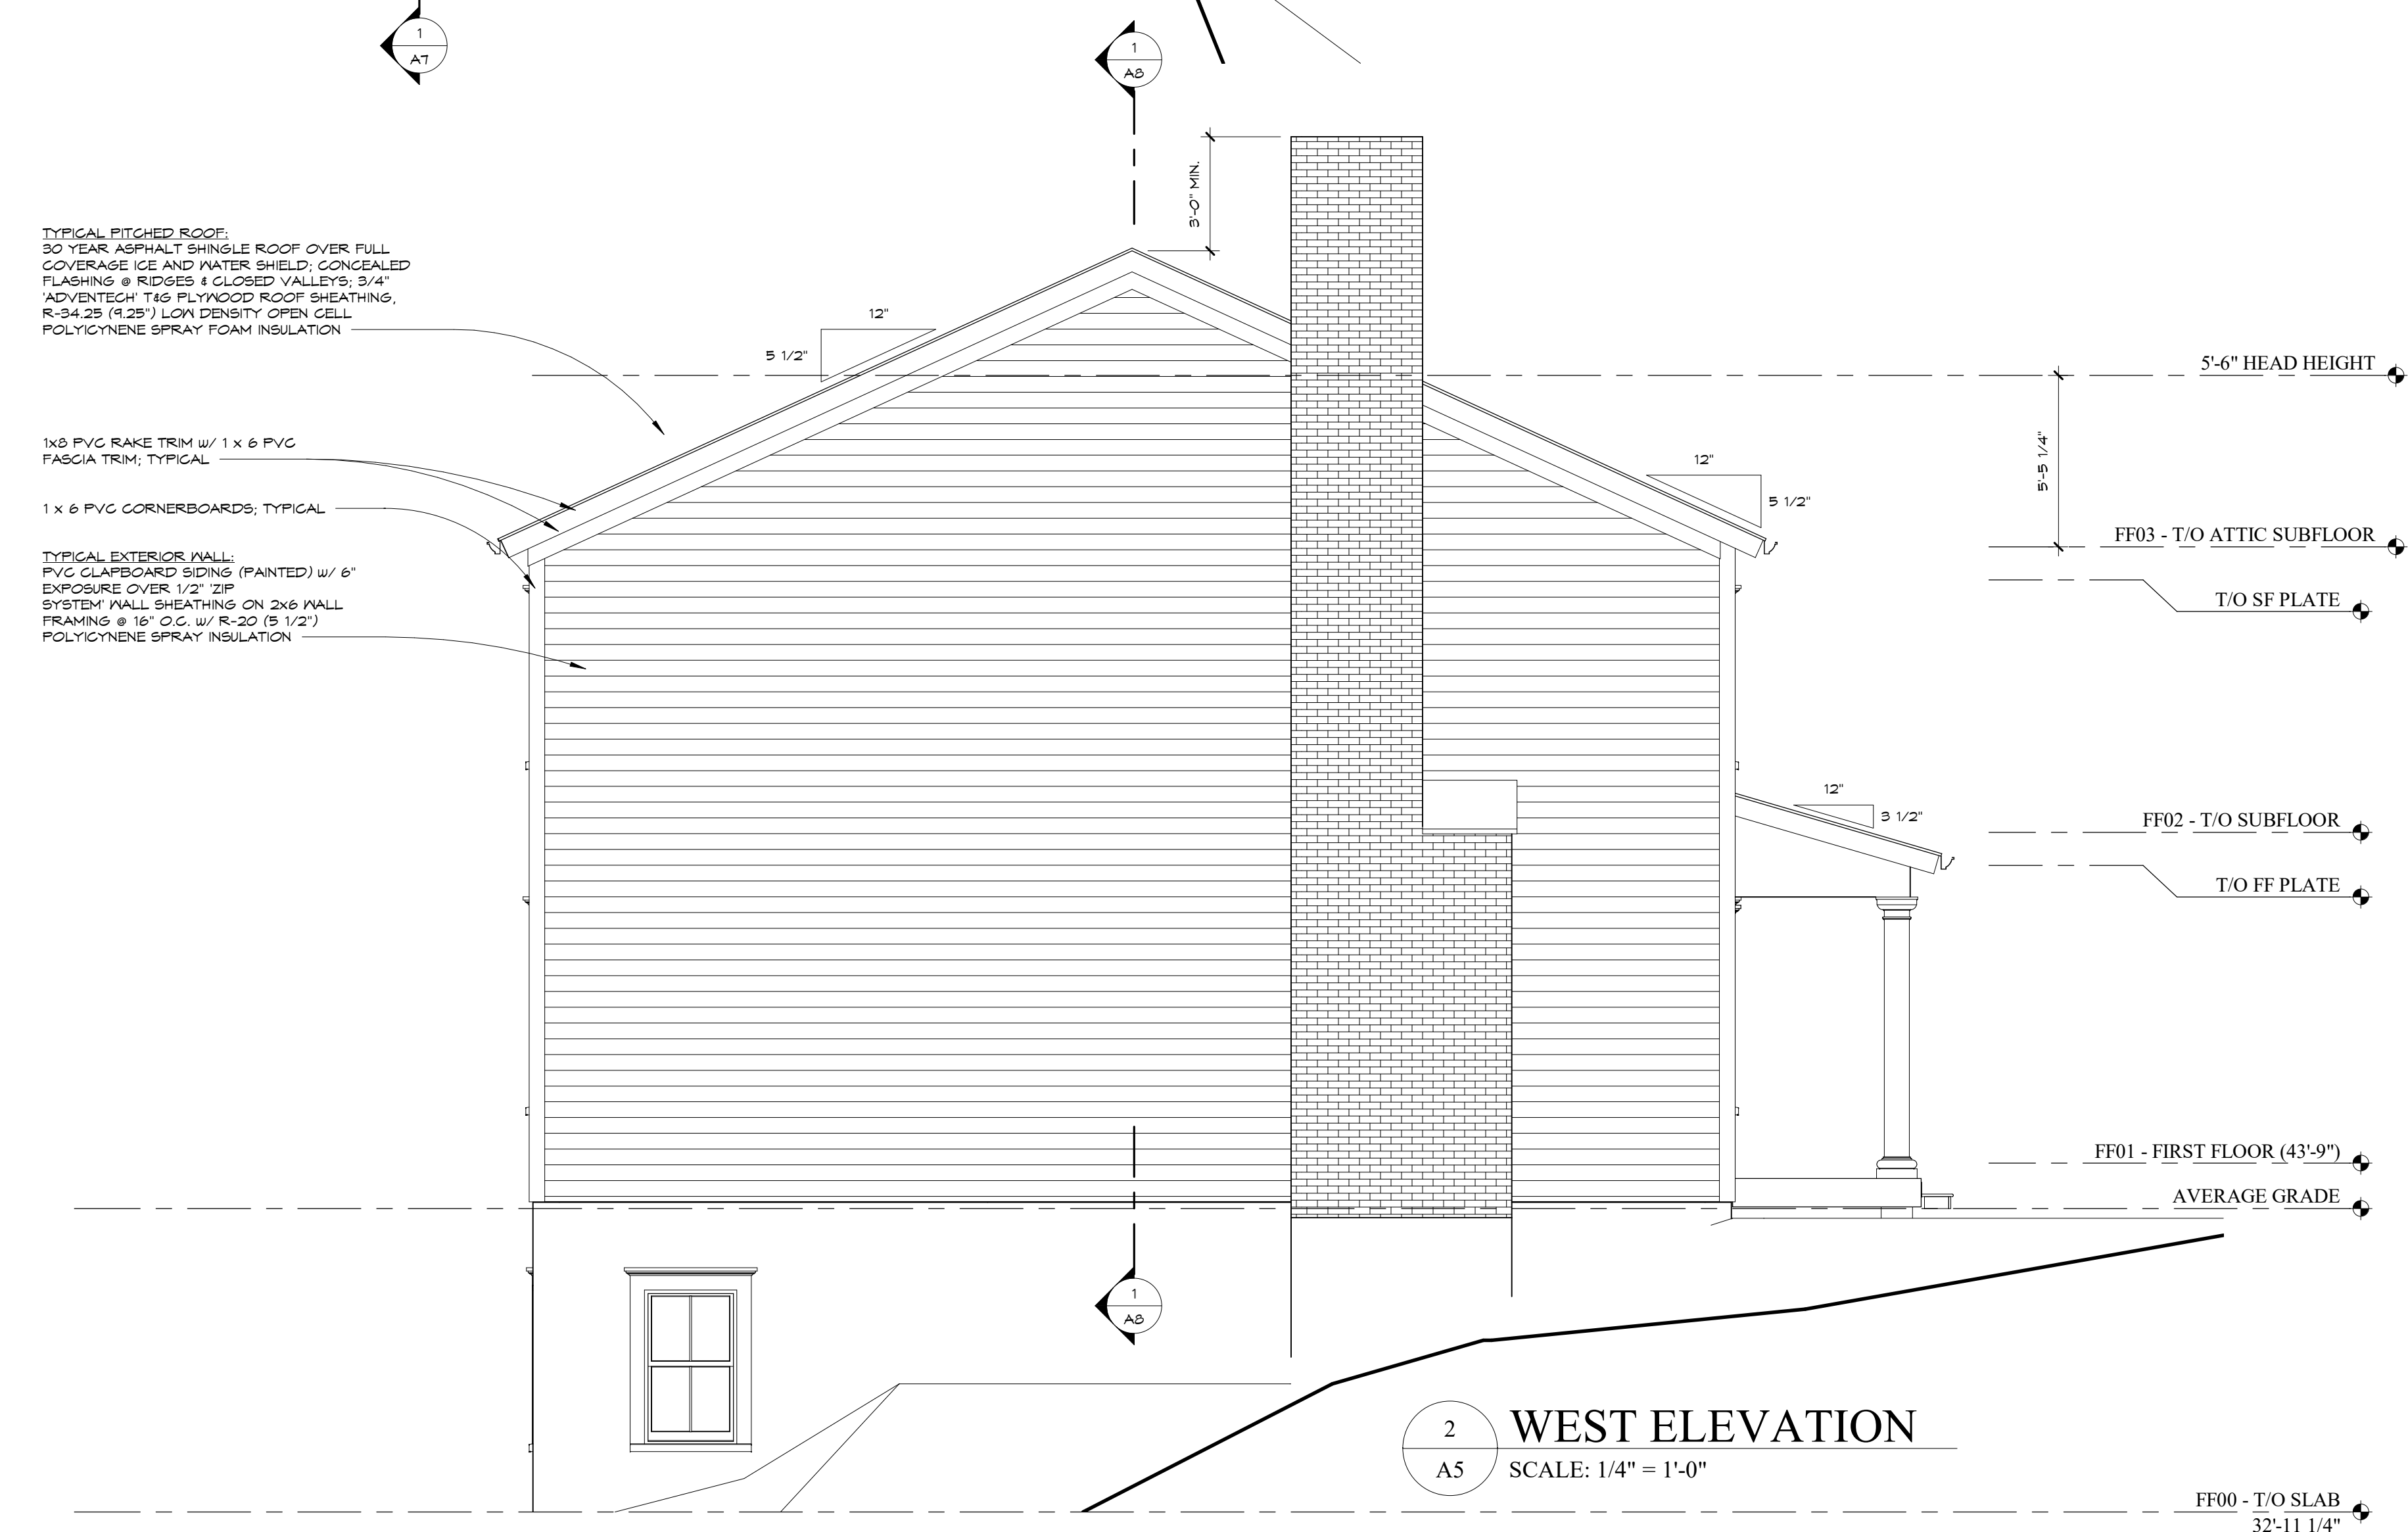 1
A7
1
A8
3'-0" MIN.
TYPICAL PITCHED ROOF:
30 YEAR ASPHALT SHINGLE ROOF OVER FULL
COVERAGE ICE AND WATER SHIELD; CONCEALED
FLASHING @ RIDGES & CLOSED VALLEYS; 3/4"
'ADVENTECH' T&G PLYWOOD ROOF SHEATHING,
R-34.25 (9.25") LOW DENSITY OPEN CELL
POLYICYNENE SPRAY FOAM INSULATION
12"
5 1/2"
5'-6" HEAD HEIGHT
1x8 PVC RAKE TRIM w/ 1 x 6 PVC
FASCIA TRIM; TYPICAL
12"
5 1/2"
5'-5 1/4"
1 x 6 PVC CORNERBOARDS; TYPICAL
FF03 - T/O ATTIC SUBFLOOR
TYPICAL EXTERIOR WALL:
PVC CLAPBOARD SIDING (PAINTED) w/ 6"
EXPOSURE OVER 1/2" 'ZIP
SYSTEM' WALL SHEATHING ON 2x6 WALL
FRAMING @ 16" O.C. w/ R-20 (5 1/2")
POLYICYNENE SPRAY INSULATION
T/O SF PLATE
12"
3 1/2"
FF02 - T/O SUBFLOOR
T/O FF PLATE
FF01 - FIRST FLOOR (43'-9")
AVERAGE GRADE
1
A8
2
A5
WEST ELEVATION
SCALE: 1/4" = 1'-0"
FF00 - T/O SLAB
32'-11 1/4"